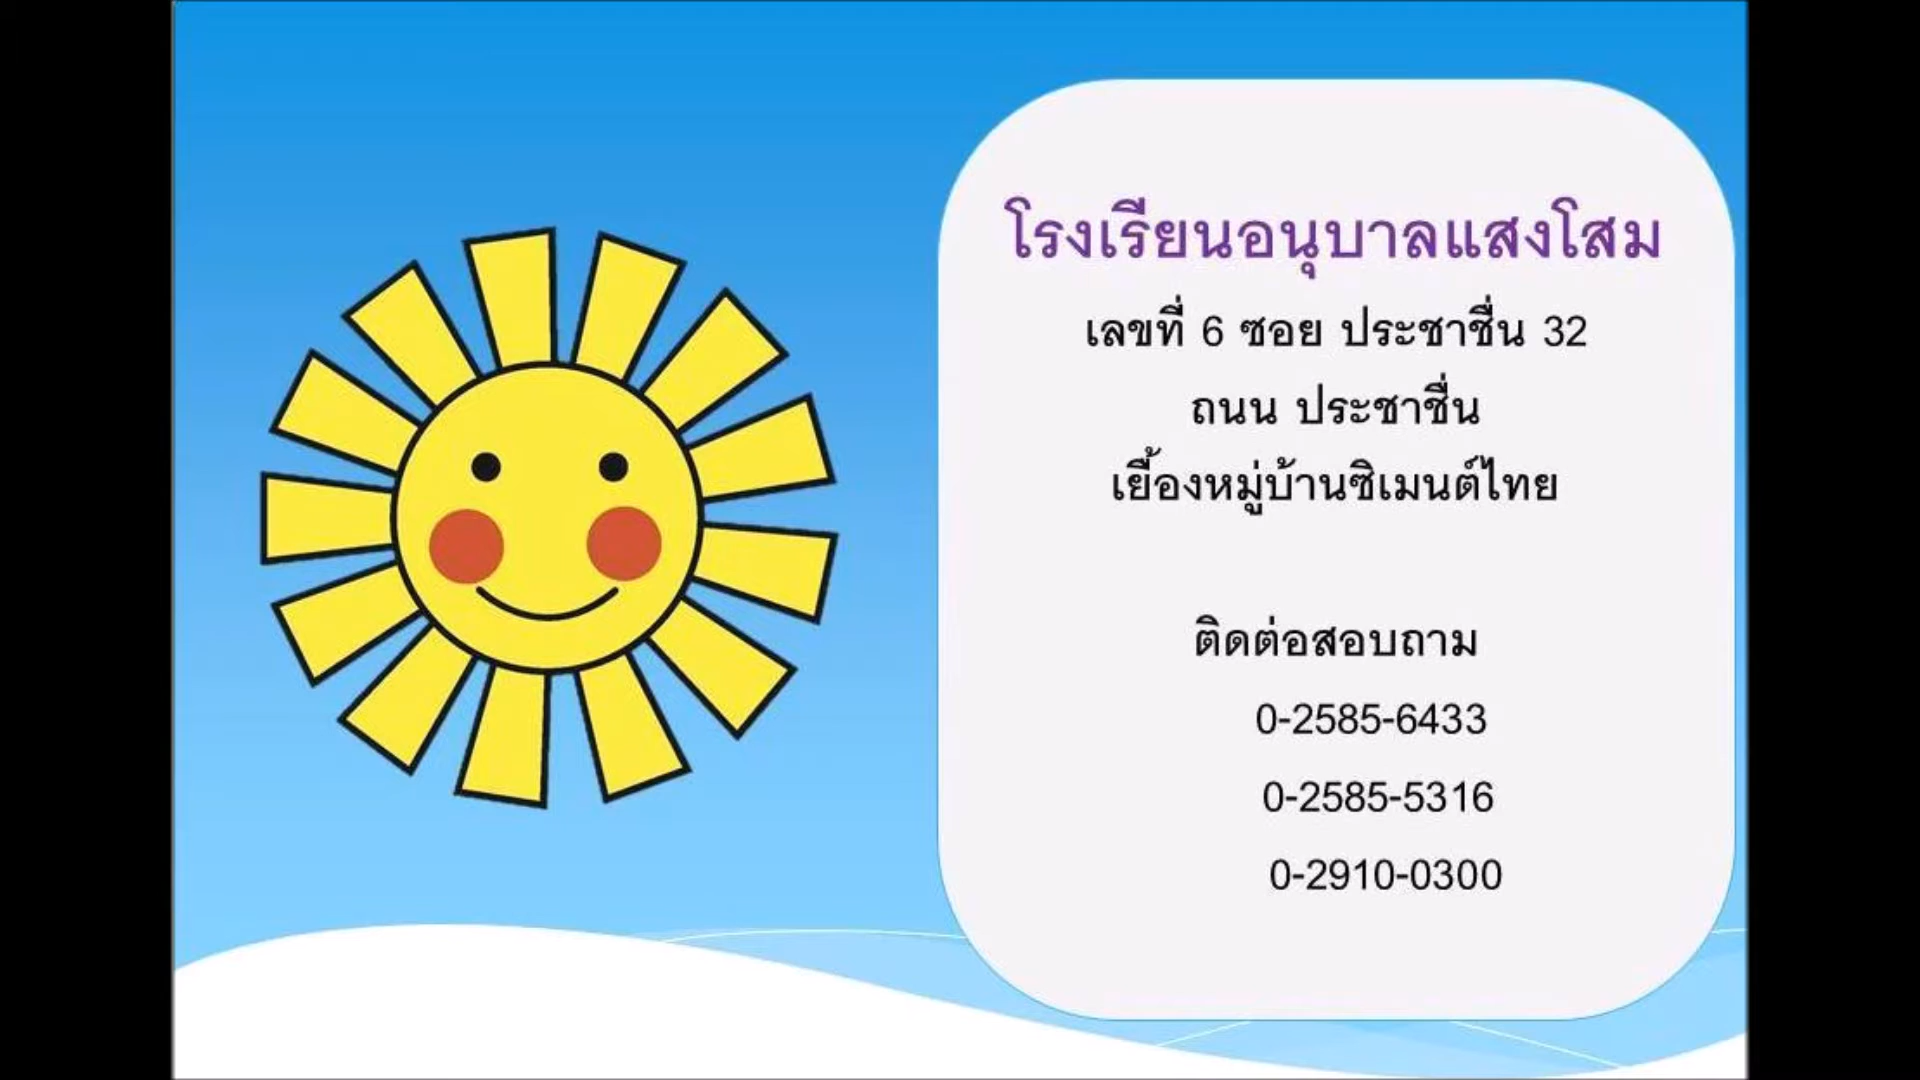 โรงเรียนอนุบาลแสงโสม
เลขที่ 6 ซอย ประชาชื่น 32
ถนน ประชาชื่น
เยื้องหมู่บ้านซิเมนต์ไทย
ติดต่อสอบถาม
0-2585-6433
0-2585-5316
0-2910-0300